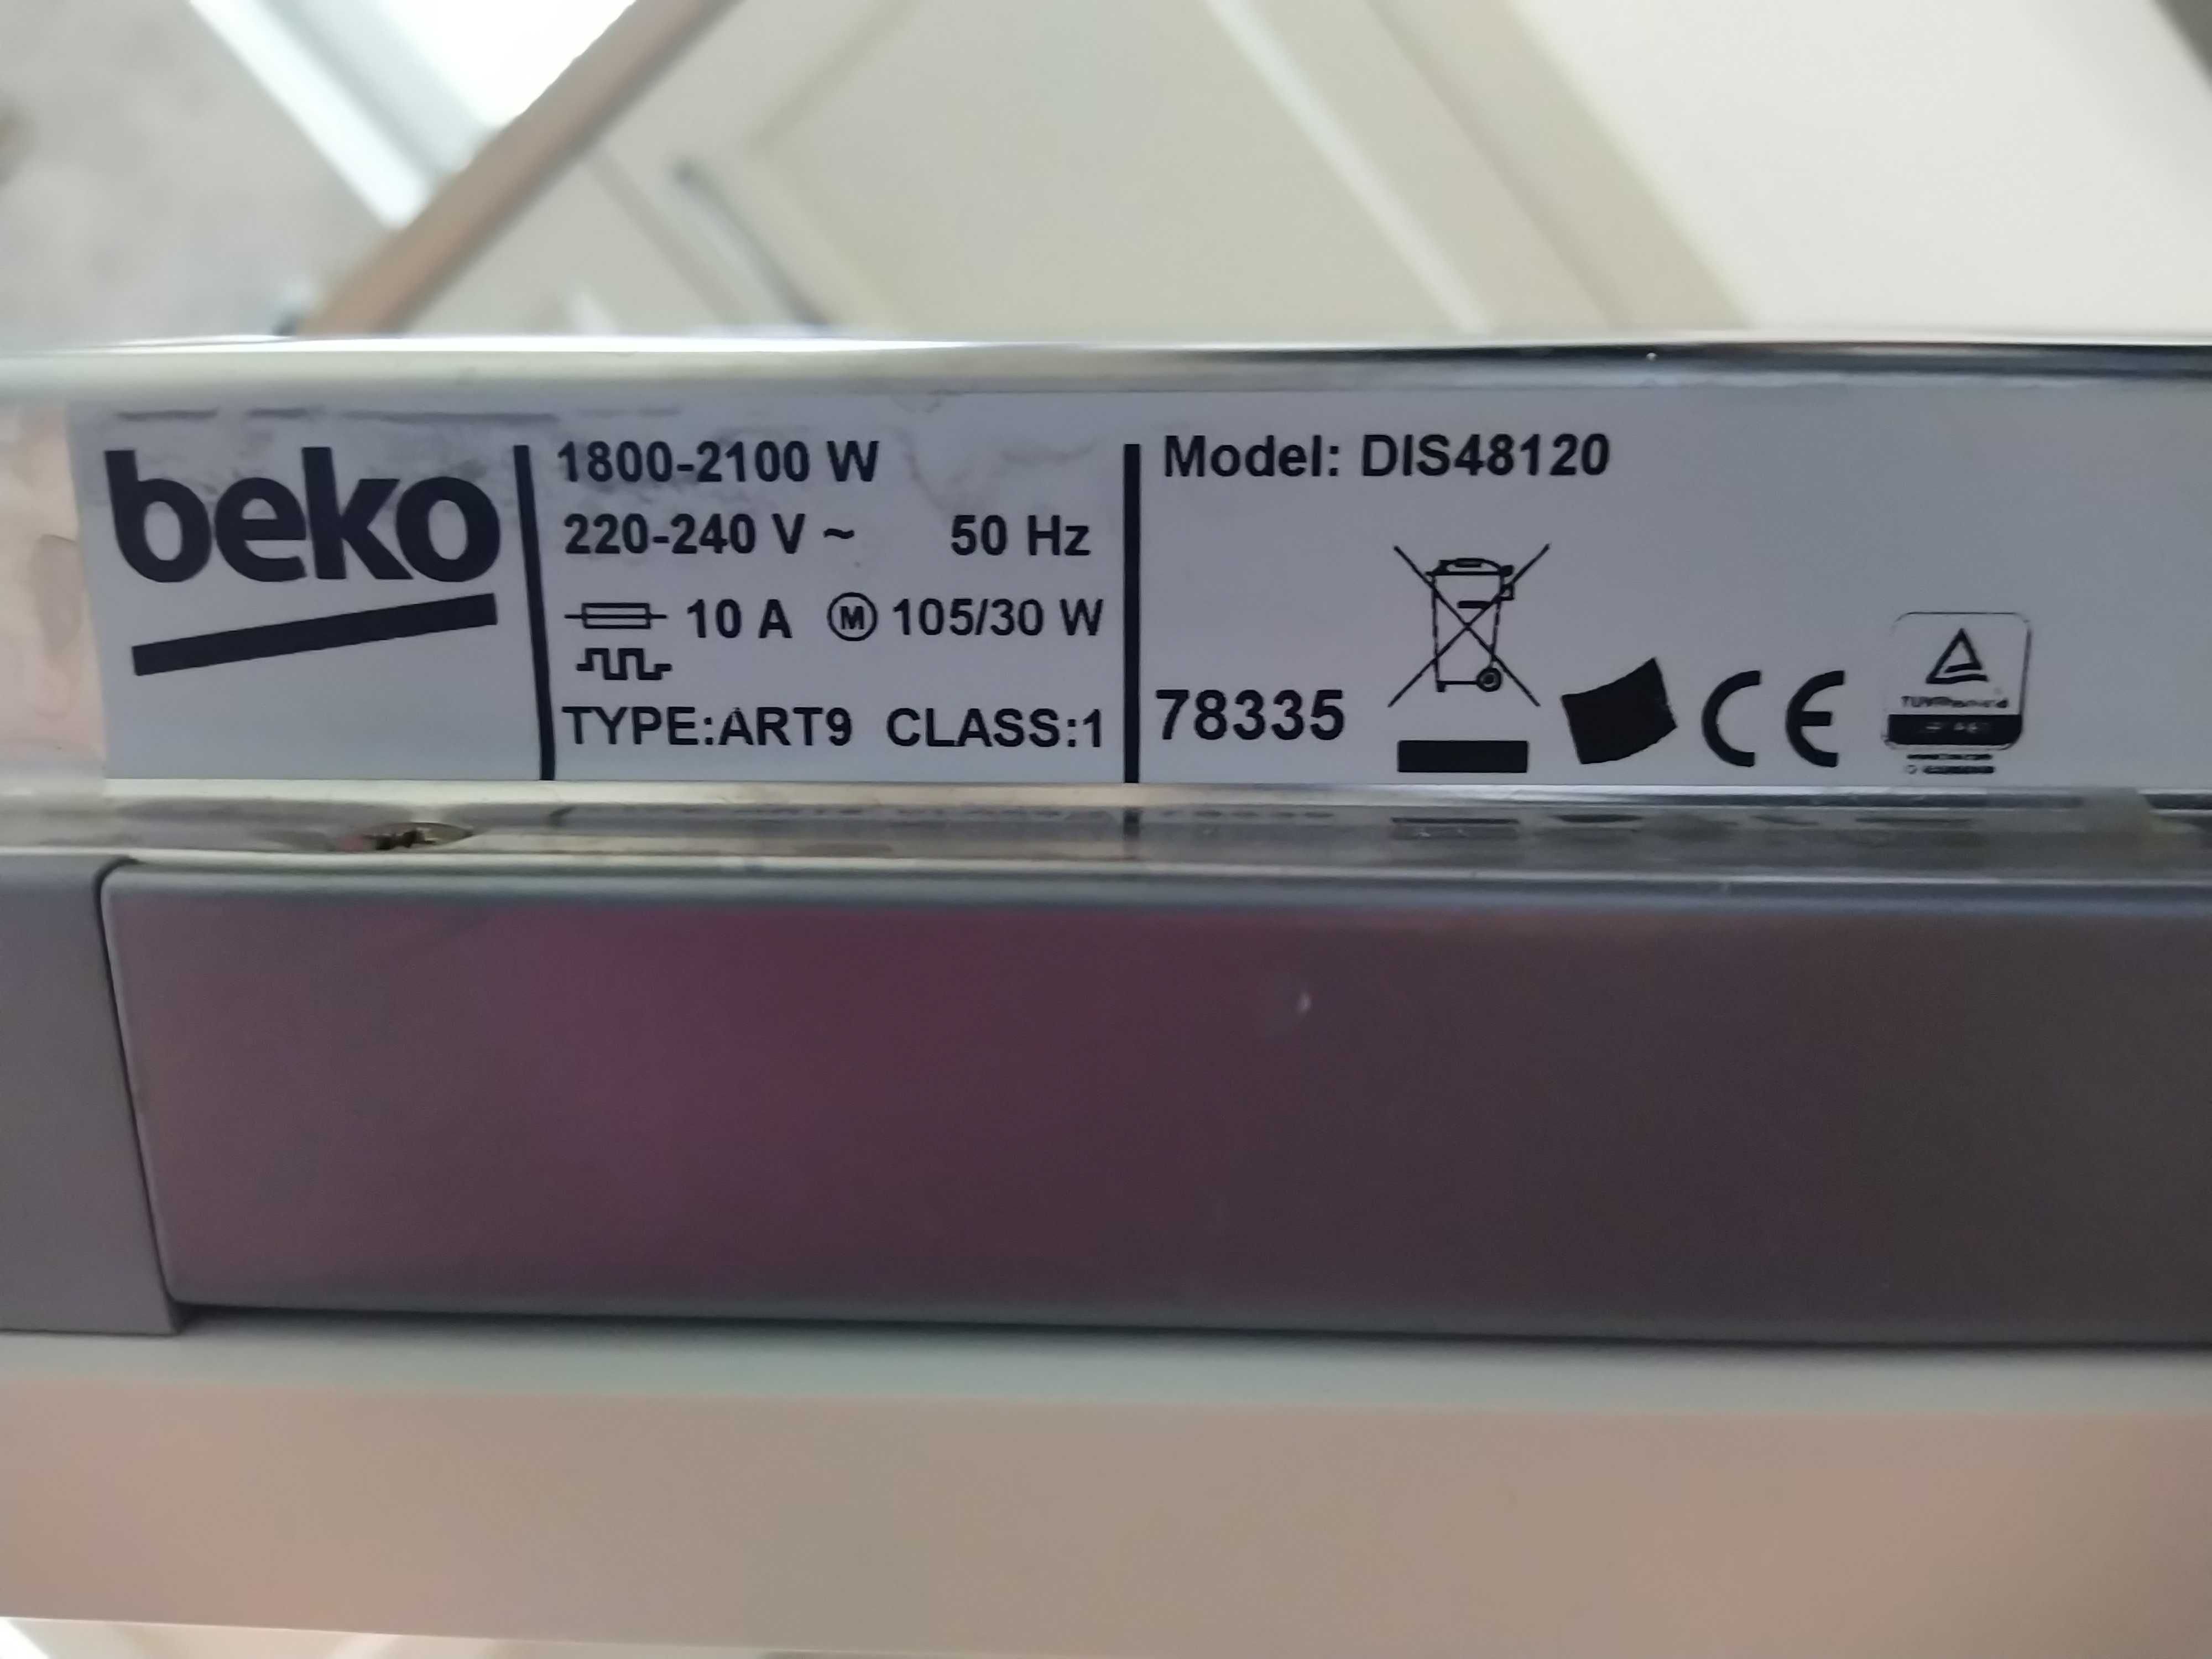 beko
1800-2100 W
220-240 V ~ 50 Hz
10 A M 105/30 W
TYPE:ART9 CLASS:1
Model: DIS48120
78335
CE